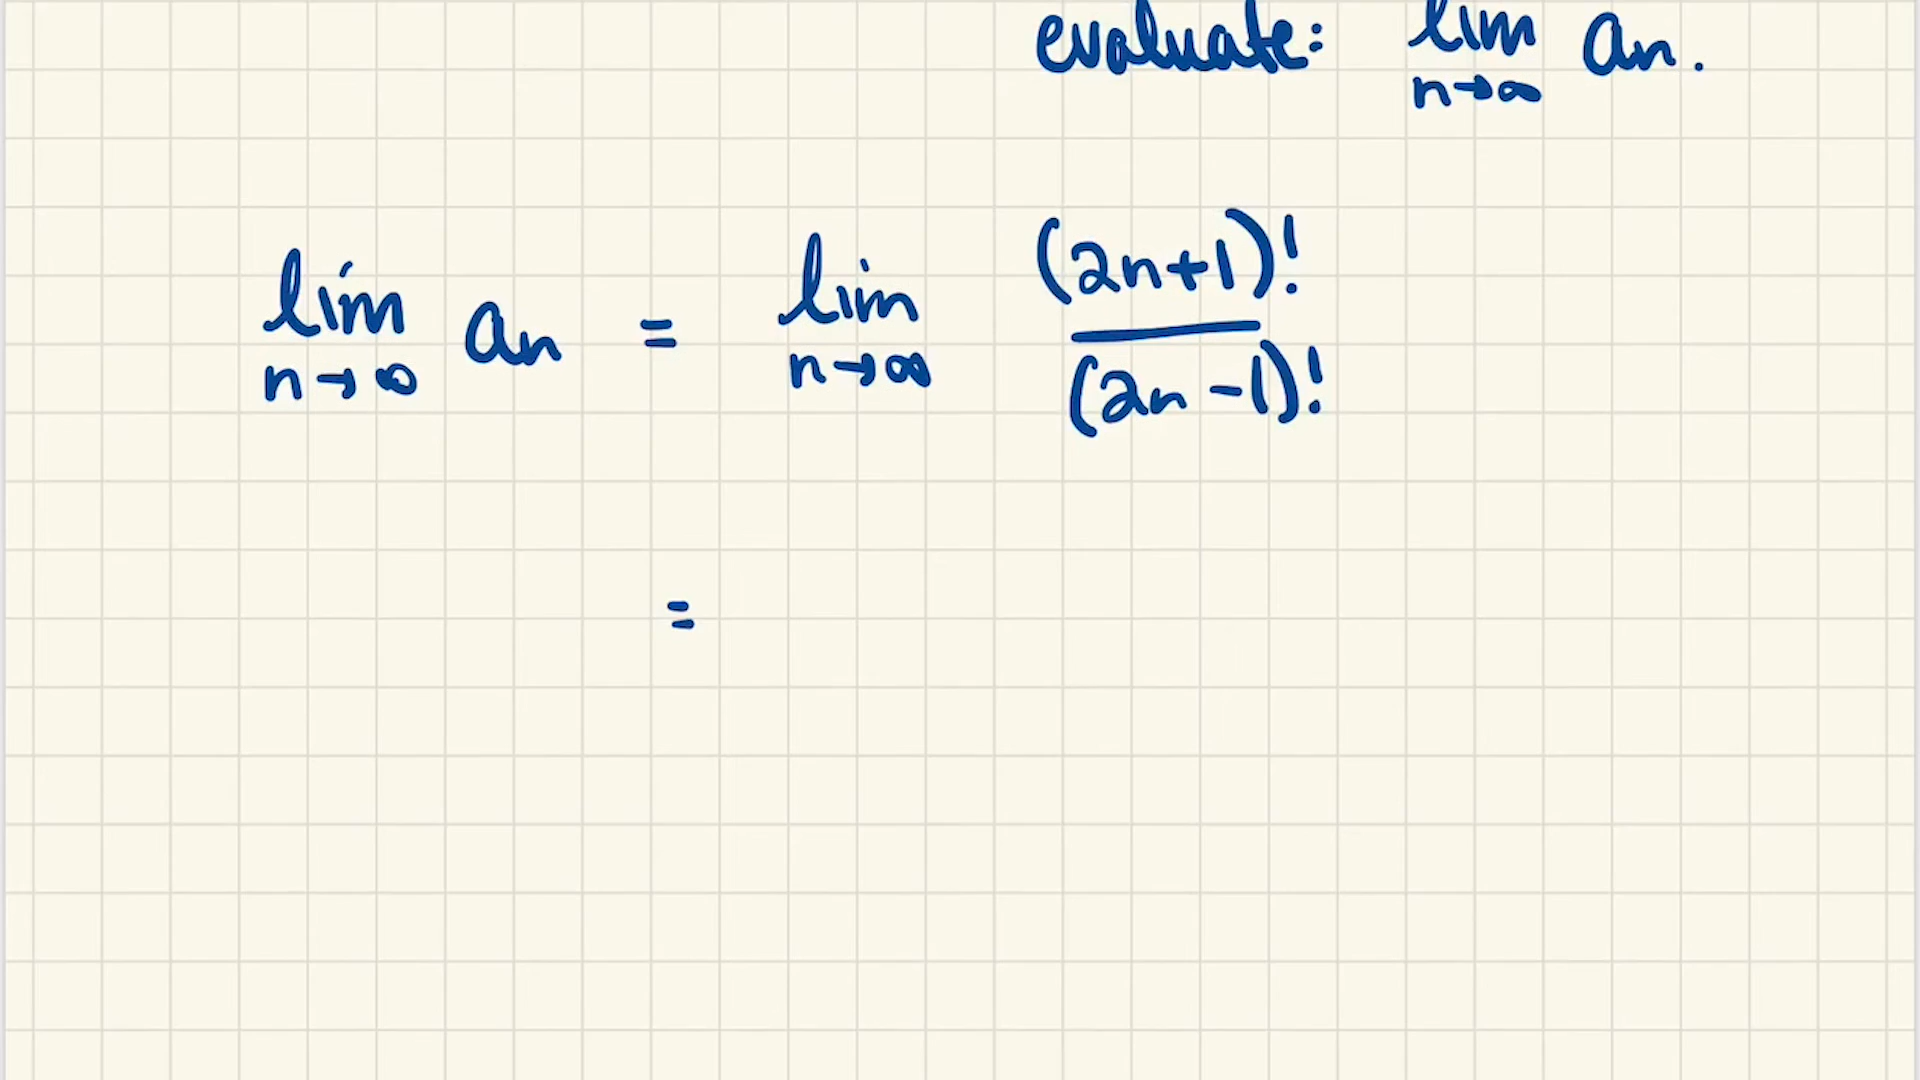 evaluate: lim an.
n→∞
lim an = lim (2n+1)!
n→∞ n→∞ (2n-1)!
=